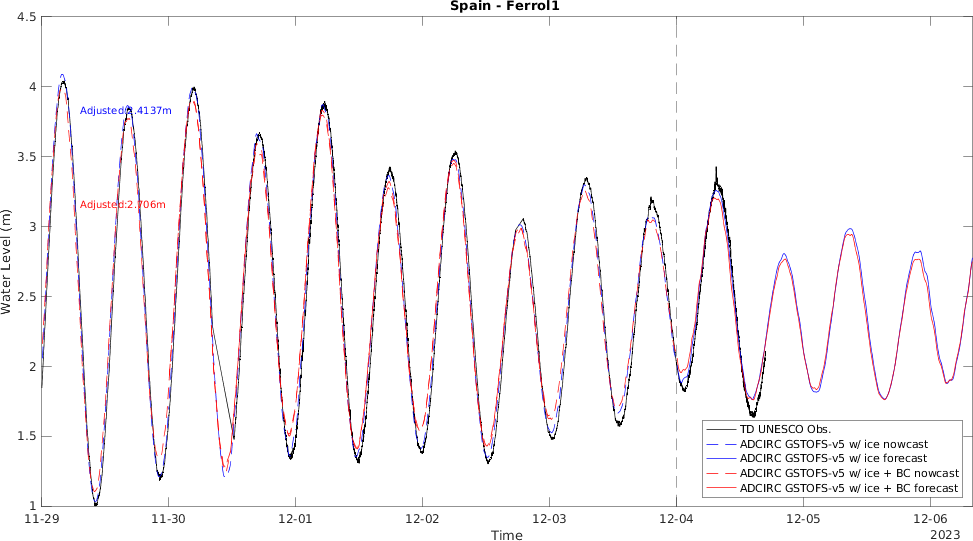 Spain - Ferrol1
Water Level (m)
4.5
4
3.5
3
2.5
2
1.5
1
Adjusted:2.706m
TD UNESCO Obs.
ADCIRC GSTOFS-v5 w/ ice nowcast
ADCIRC GSTOFS-v5 w/ ice forecast
ADCIRC GSTOFS-v5 w/ ice + BC nowcast
ADCIRC GSTOFS-v5 w/ ice + BC forecast
11-29
11-30
12-01
12-02
12-03
12-04
12-05
12-06
Time
2023